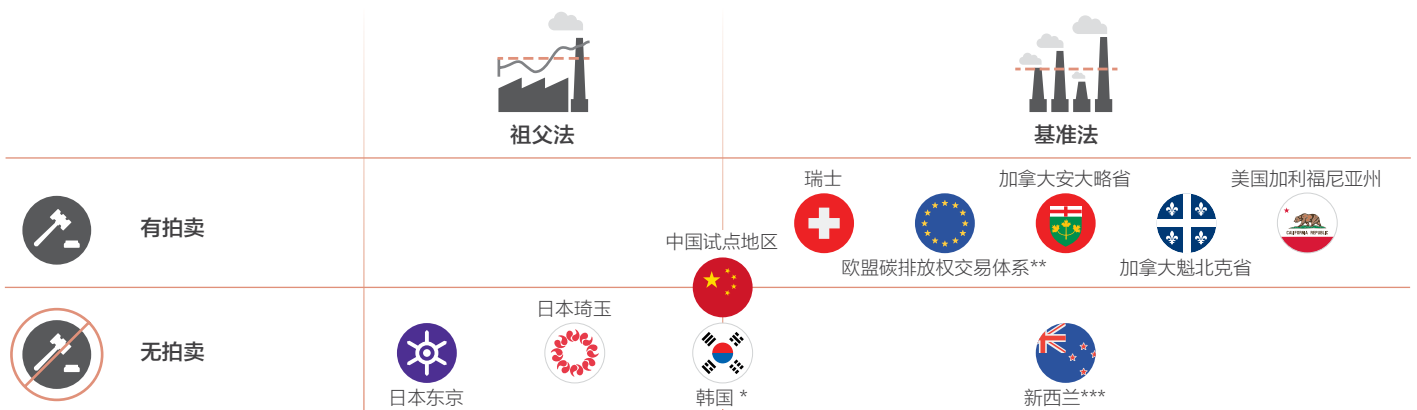 祖父法
基准法
有拍卖
瑞士
加拿大安大略省
美国加利福尼亚州
中国试点地区
欧盟碳排放权交易体系**
加拿大魁北克省
CALIFORNIA REPUBLIC
无拍卖
日本琦玉
日本东京
韩国 *
新西兰***